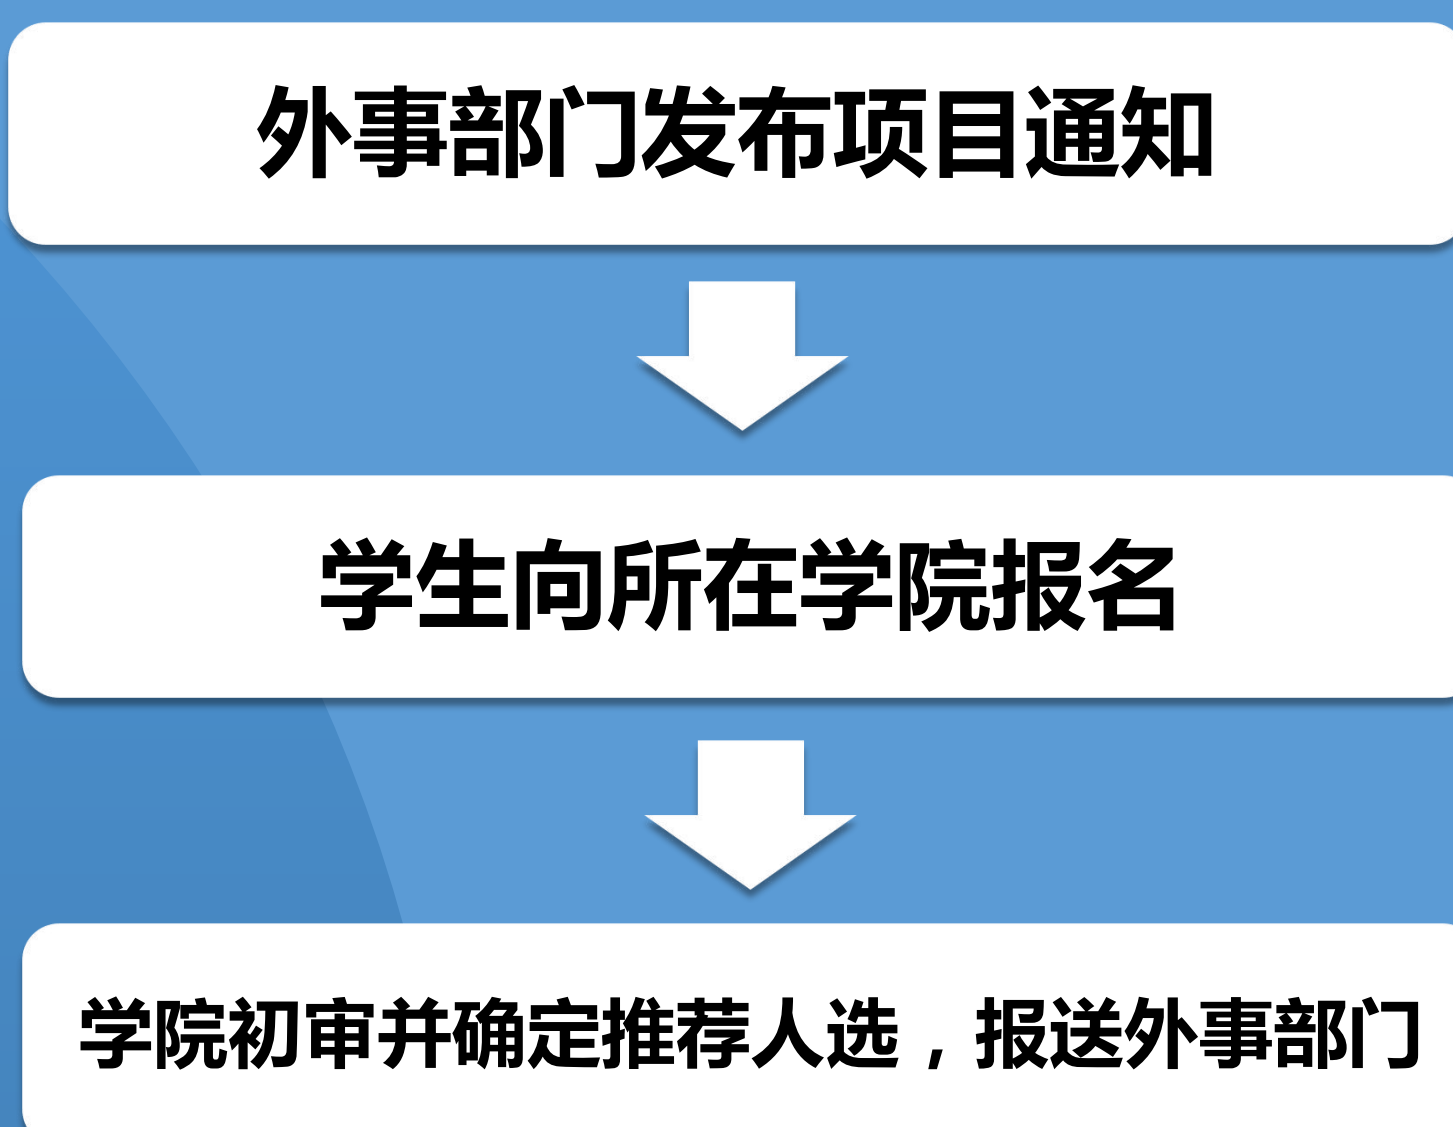 外事部门发布项目通知
学生向所在学院报名
学院初审并确定推荐人选，报送外事部门